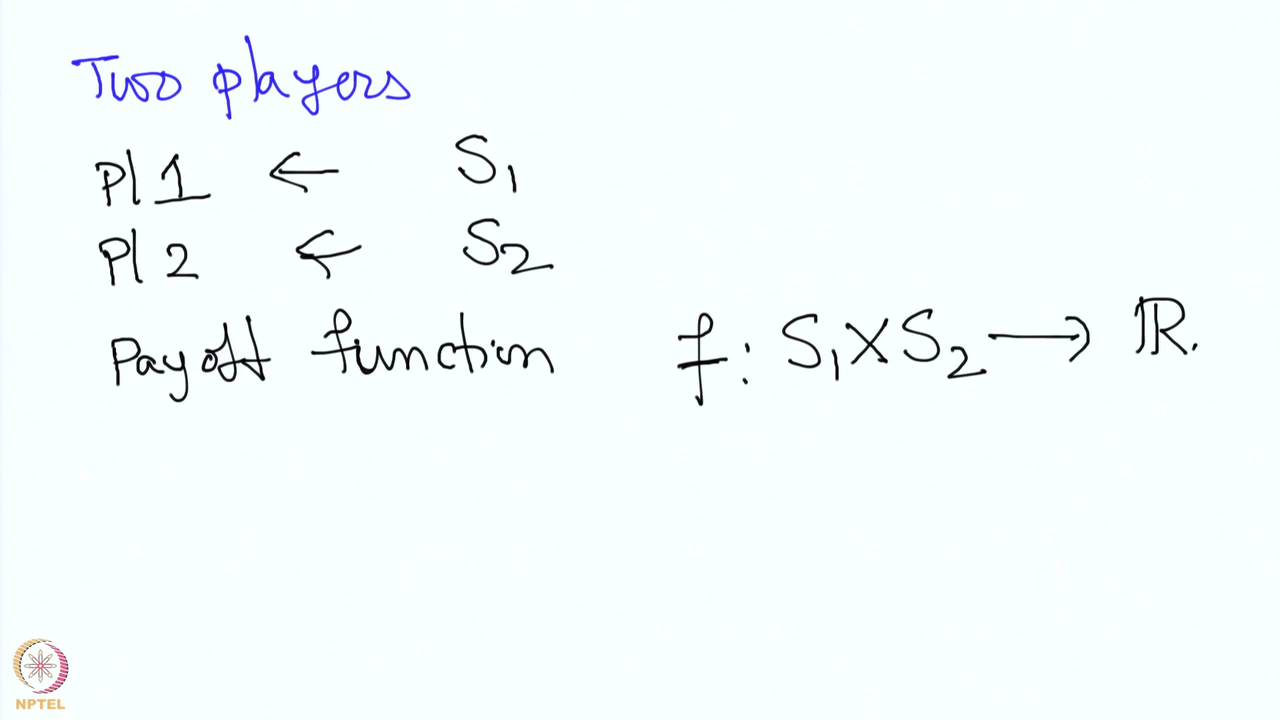 Two players
Pl 1 ← S₁
Pl 2 ← S₂
Payoff function f: S₁ X S₂ ⟶ ℝ.
NPTEL